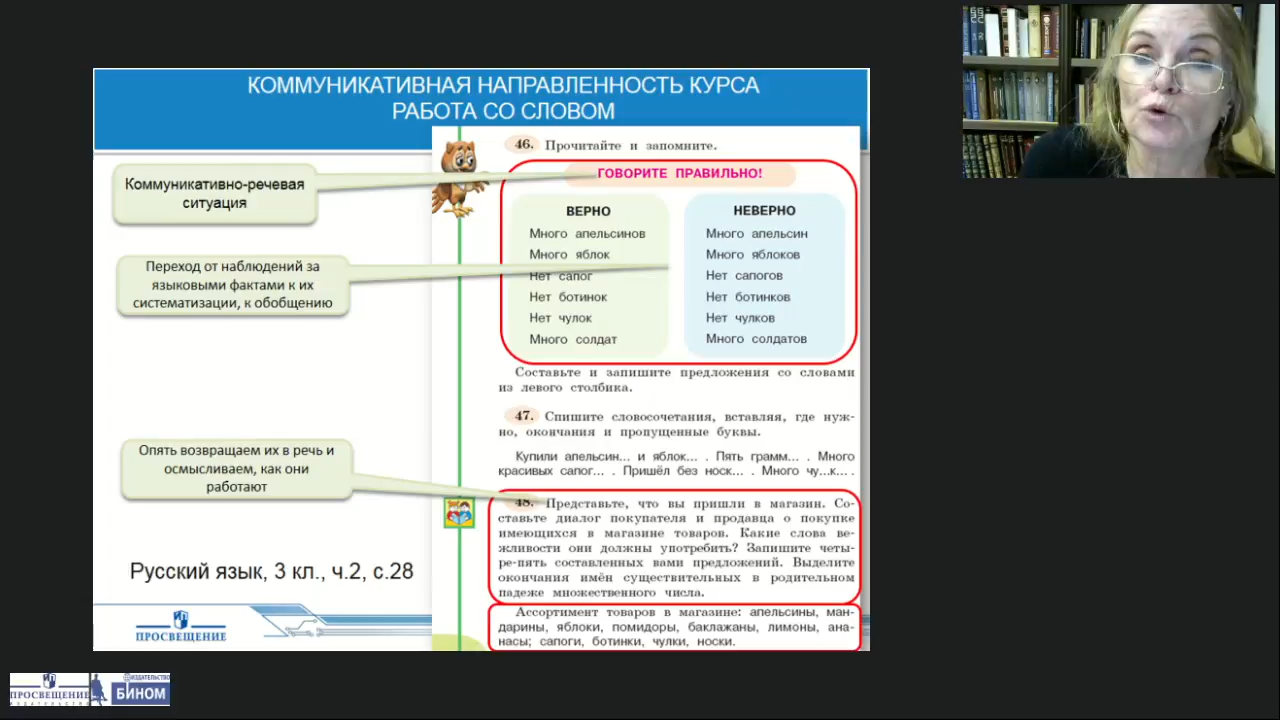 КОММУНИКАТИВНАЯ НАПРАВЛЕННОСТЬ КУРСА
РАБОТА СО СЛОВОМ
Коммуникативно-речевая
ситуация
Переход от наблюдений за
языковыми фактами к их
систематизации, к обобщению
Опять возвращаем их в речь и
осмысливаем, как они
работают
Русский язык, 3 кл., ч.2, с.28
ПРОСВЕЩЕНИЕ
46. Прочитайте и запомните.
ГОВОРИТЕ ПРАВИЛЬНО!
ВЕРНО
Много апельсинов
Много яблок
Нет сапог
Нет ботинок
Нет чулок
Много солдат
НЕВЕРНО
Много апельсин
Много яблоков
Нет сапогов
Нет ботинков
Нет чулков
Много солдатов
Составьте и запишите предложения со словами
из левого столбика.
47. Спишите словосочетания, вставляя, где нуж-
но, окончания и пропущенные буквы.
Купили апельсин... и яблок... . Пять грамм... . Много
красивых сапог... . Пришёл без носк... . Много чу...к... .
48. Представьте, что вы пришли в магазин. Со-
ставьте диалог покупателя и продавца о покупке
имеющихся в магазине товаров. Какие слова ве-
жливости они должны употребить? Запишите четы-
ре-пять составленных вами предложений. Выделите
окончания имён существительных в родительном
падеже множественного числа.
Ассортимент товаров в магазине: апельсины, ман-
дарины, яблоки, помидоры, баклажаны, лимоны, ана-
насы; сапоги, ботинки, чулки, носки.
ПРОСВЕЩЕНИЕ
ИЗДАТЕЛЬСТВО
ИЗДАТЕЛЬСТВО
БИНОМ